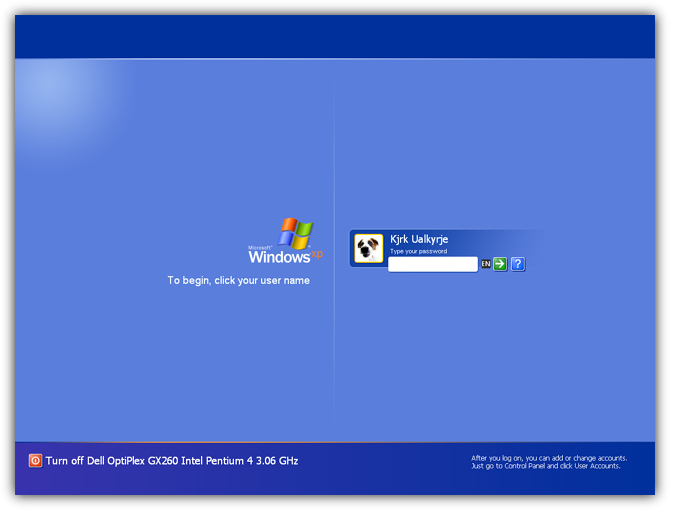 Microsoft®
Windows xp
To begin, click your user name
Kjrk Ualkyrje
Type your password
EN
?
Turn off Dell OptiPlex GX260 Intel Pentium 4 3.06 GHz
After you log on, you can add or change accounts.
Just go to Control Panel and click User Accounts.